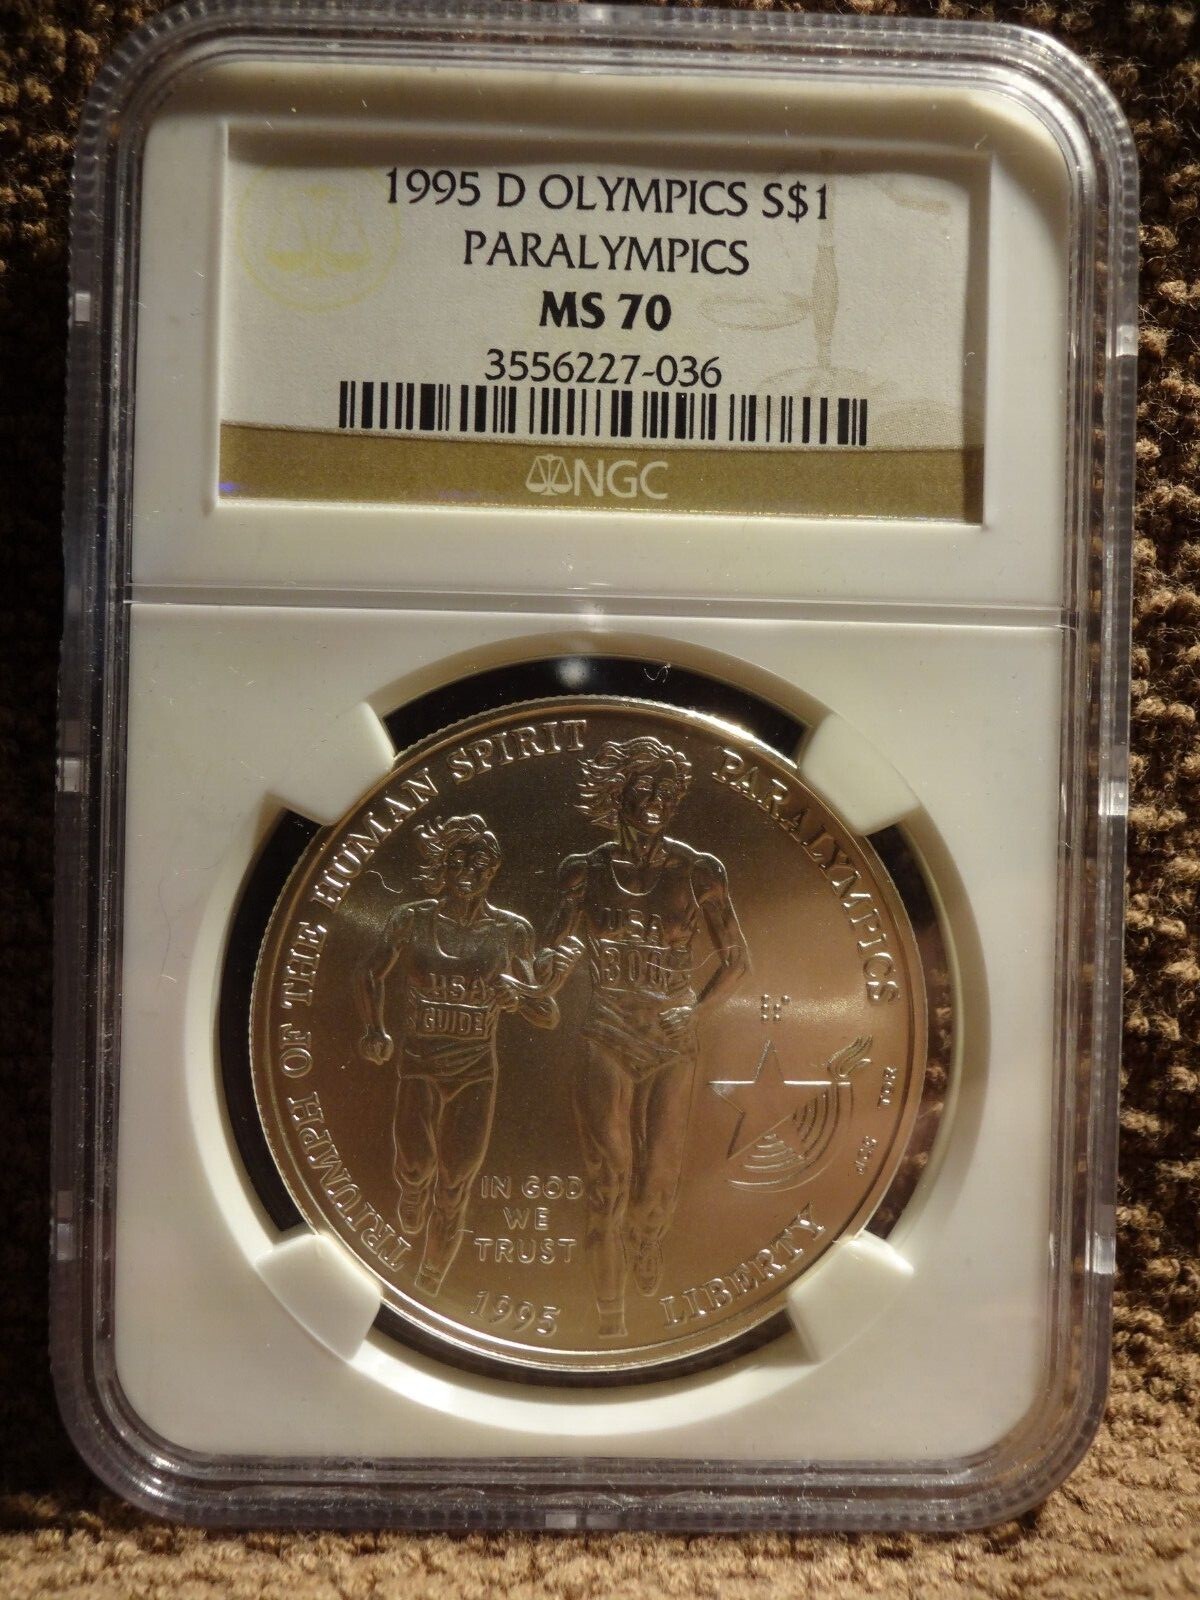 1995 D OLYMPICS S$1
PARALYMPICS
MS 70
3556227-036
NGC
TRIUMPH OF THE HUMAN SPIRIT
PARALYMPICS
USA
300
USA
GUIDE
IN GOD
WE
TRUST
1995
LIBERTY